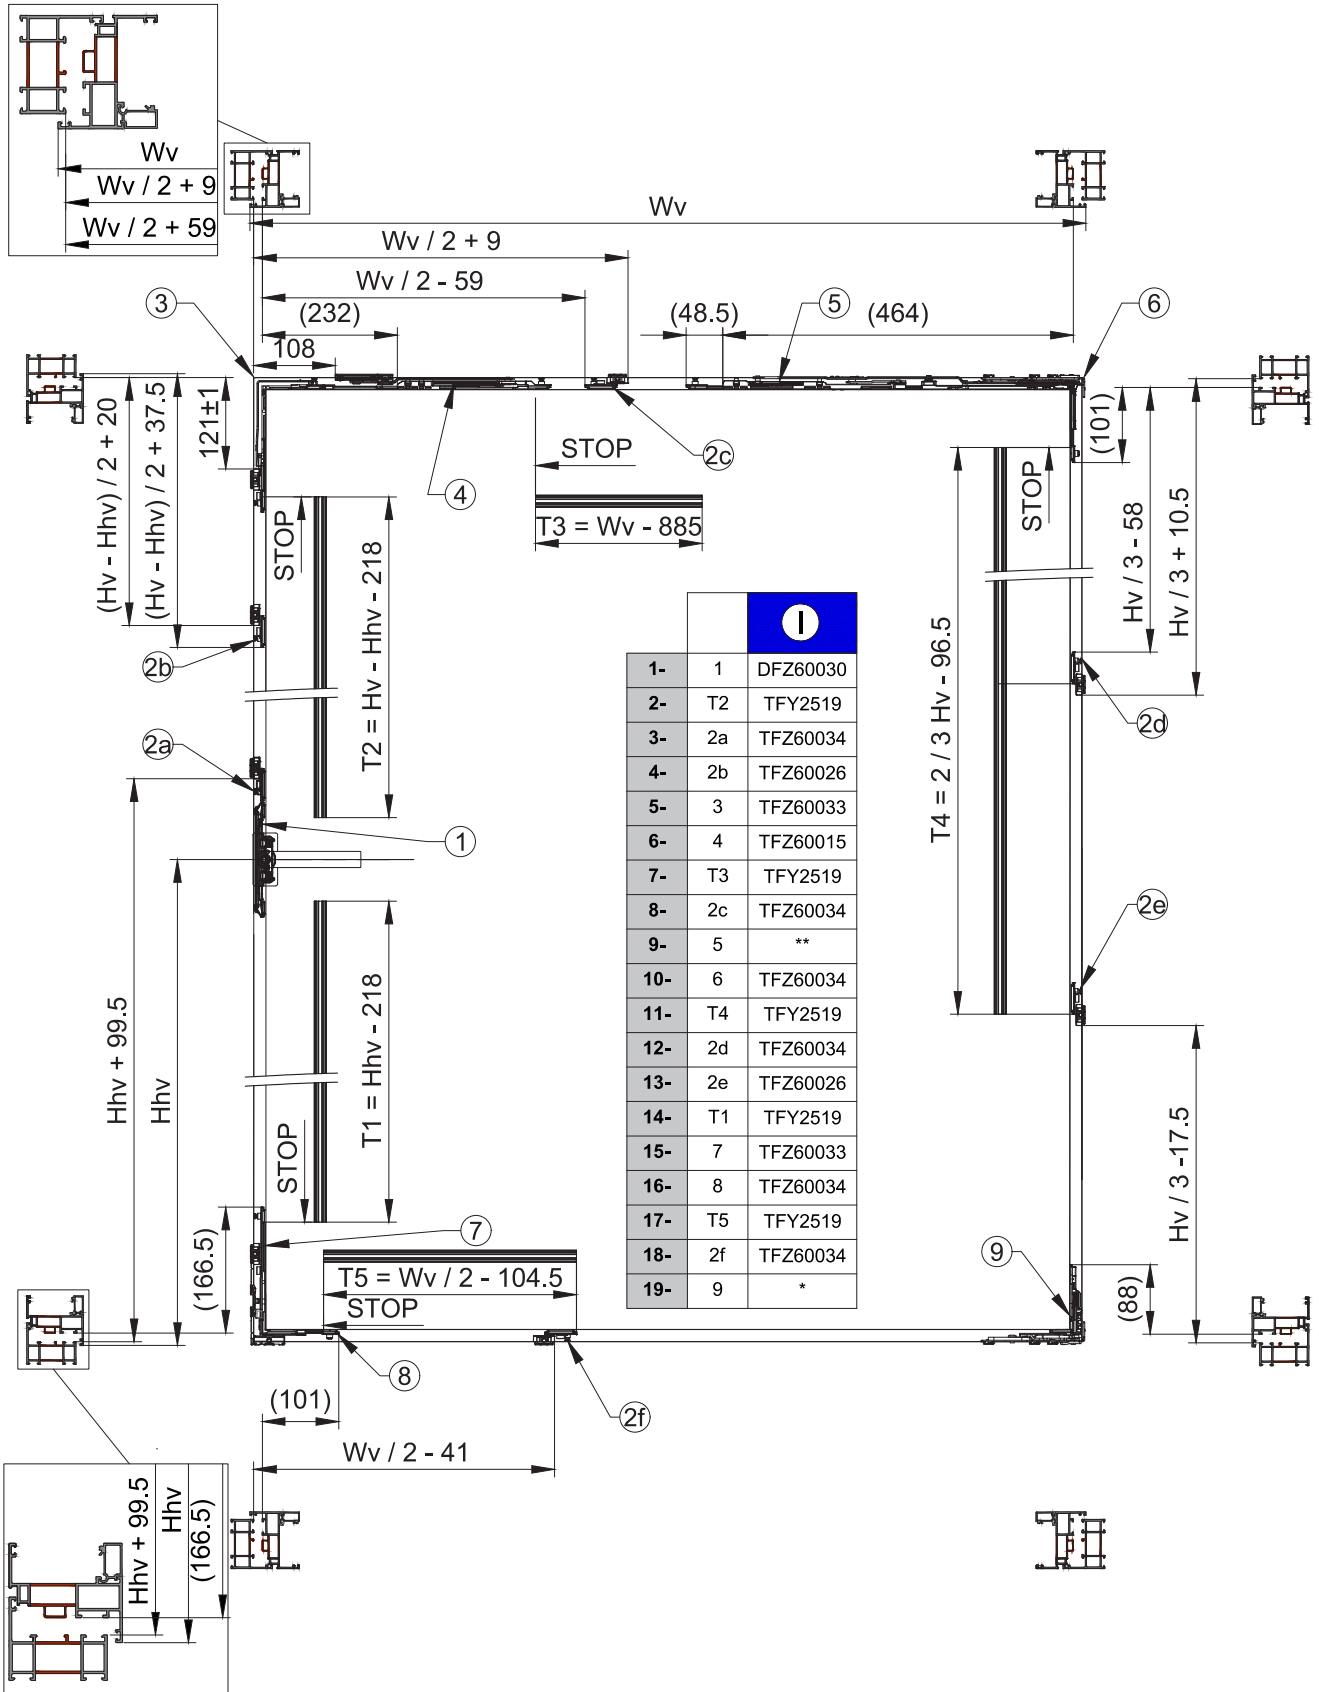 Wv
Wv / 2 + 9
Wv / 2 + 59
Wv
Wv / 2 + 9
Wv / 2 - 59
3
(232)
(48.5)
5
(464)
6
108
121±1
(Hv - Hhv) / 2 + 37.5
(Hv - Hhv) / 2 + 20
STOP
2c
4
T3 = Wv - 885
STOP
T2 = Hv - Hhv - 218
STOP
(101)
Hv / 3 - 58
Hv / 3 + 10.5
T4 = 2 / 3 Hv - 96.5
2b
2a
1
2d
2e
I
1- 1 DFZ60030
2- T2 TFY2519
3- 2a TFZ60034
4- 2b TFZ60026
5- 3 TFZ60033
6- 4 TFZ60015
7- T3 TFY2519
8- 2c TFZ60034
9- 5 **
10- 6 TFZ60034
11- T4 TFY2519
12- 2d TFZ60034
13- 2e TFZ60026
14- T1 TFY2519
15- 7 TFZ60033
16- 8 TFZ60034
17- T5 TFY2519
18- 2f TFZ60034
19- 9 *
Hhv + 99.5
Hhv
T1 = Hhv - 218
STOP
Hv / 3 -17.5
7
9
(166.5)
(88)
T5 = Wv / 2 - 104.5
STOP
8
(101)
2f
Wv / 2 - 41
Hhv + 99.5
Hhv
(166.5)